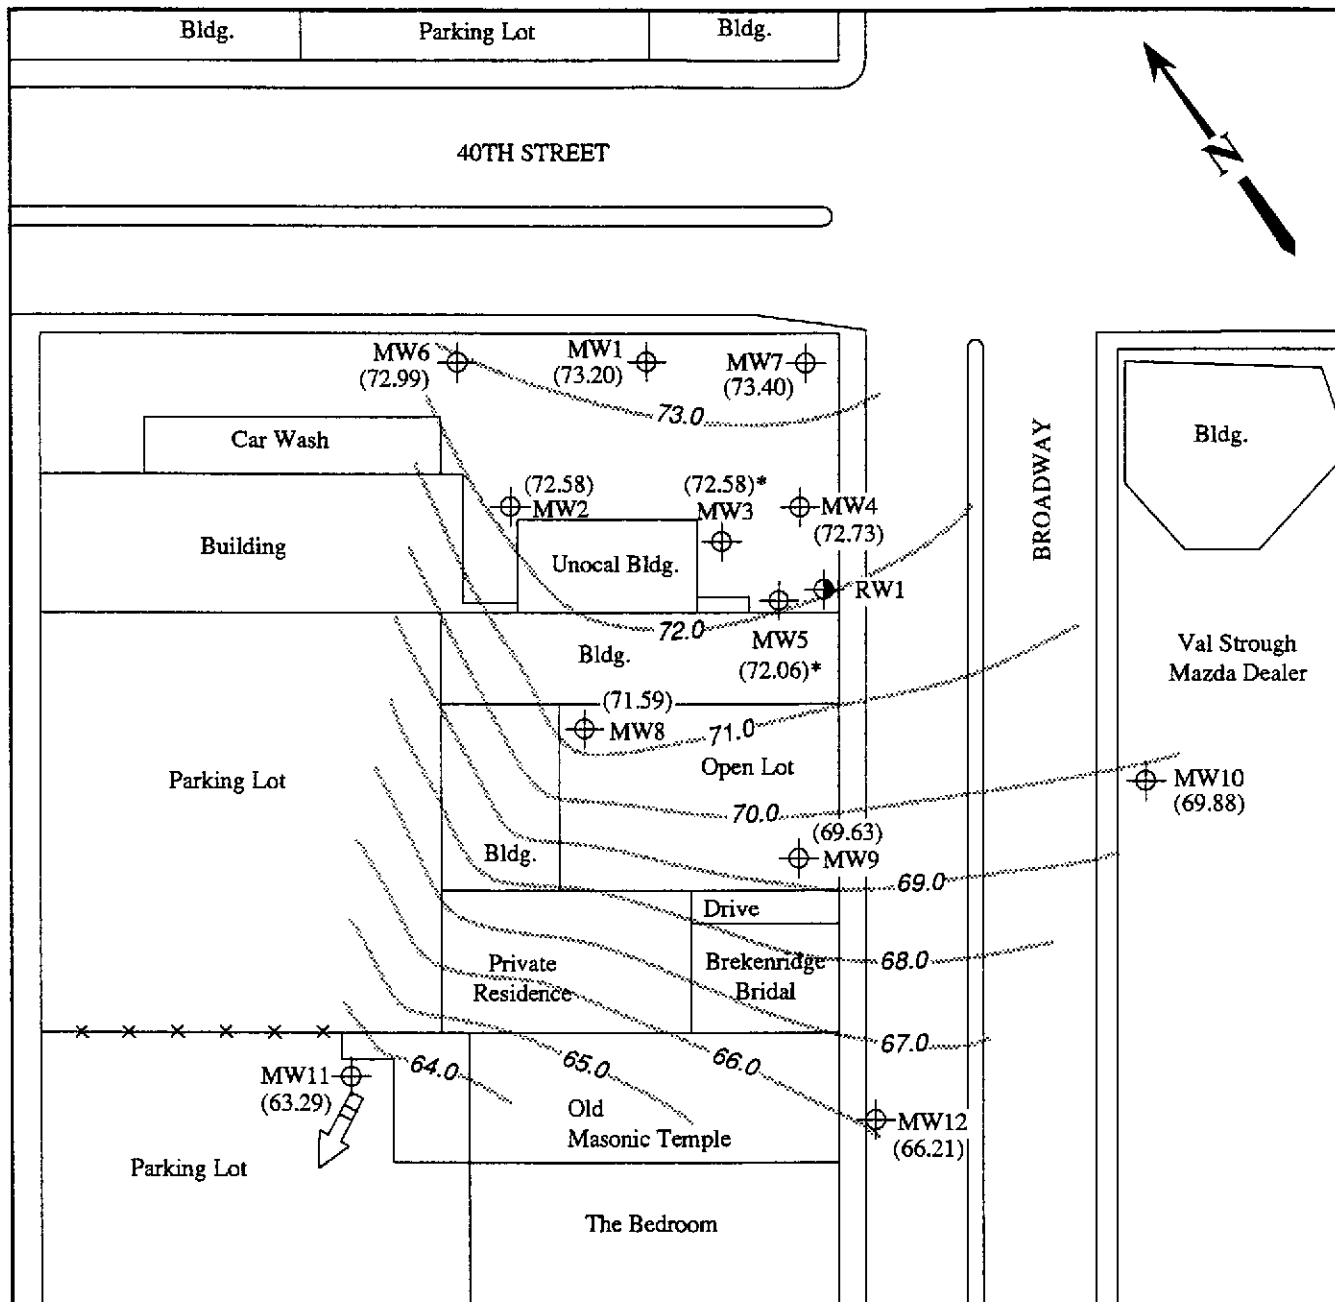 Bldg.
Parking Lot
Bldg.
40TH STREET
N
MW6
(72.99)
MW1
(73.20)
MW7
(73.40)
73.0
Car Wash
Bldg.
BROADWAY
(72.58)
MW2
(72.58)*
MW3
MW4
(72.73)
Building
Unocal Bldg.
RW1
72.0
MW5
(72.06)*
Bldg.
Val Strough
Mazda Dealer
(71.59)
MW8
71.0
Open Lot
Parking Lot
MW10
(69.88)
70.0
(69.63)
MW9
Bldg.
69.0
Drive
Private
Residence
Brekenridge
Bridal
68.0
67.0
66.0
65.0
64.0
MW11
(63.29)
Old
Masonic Temple
MW12
(66.21)
Parking Lot
The Bedroom